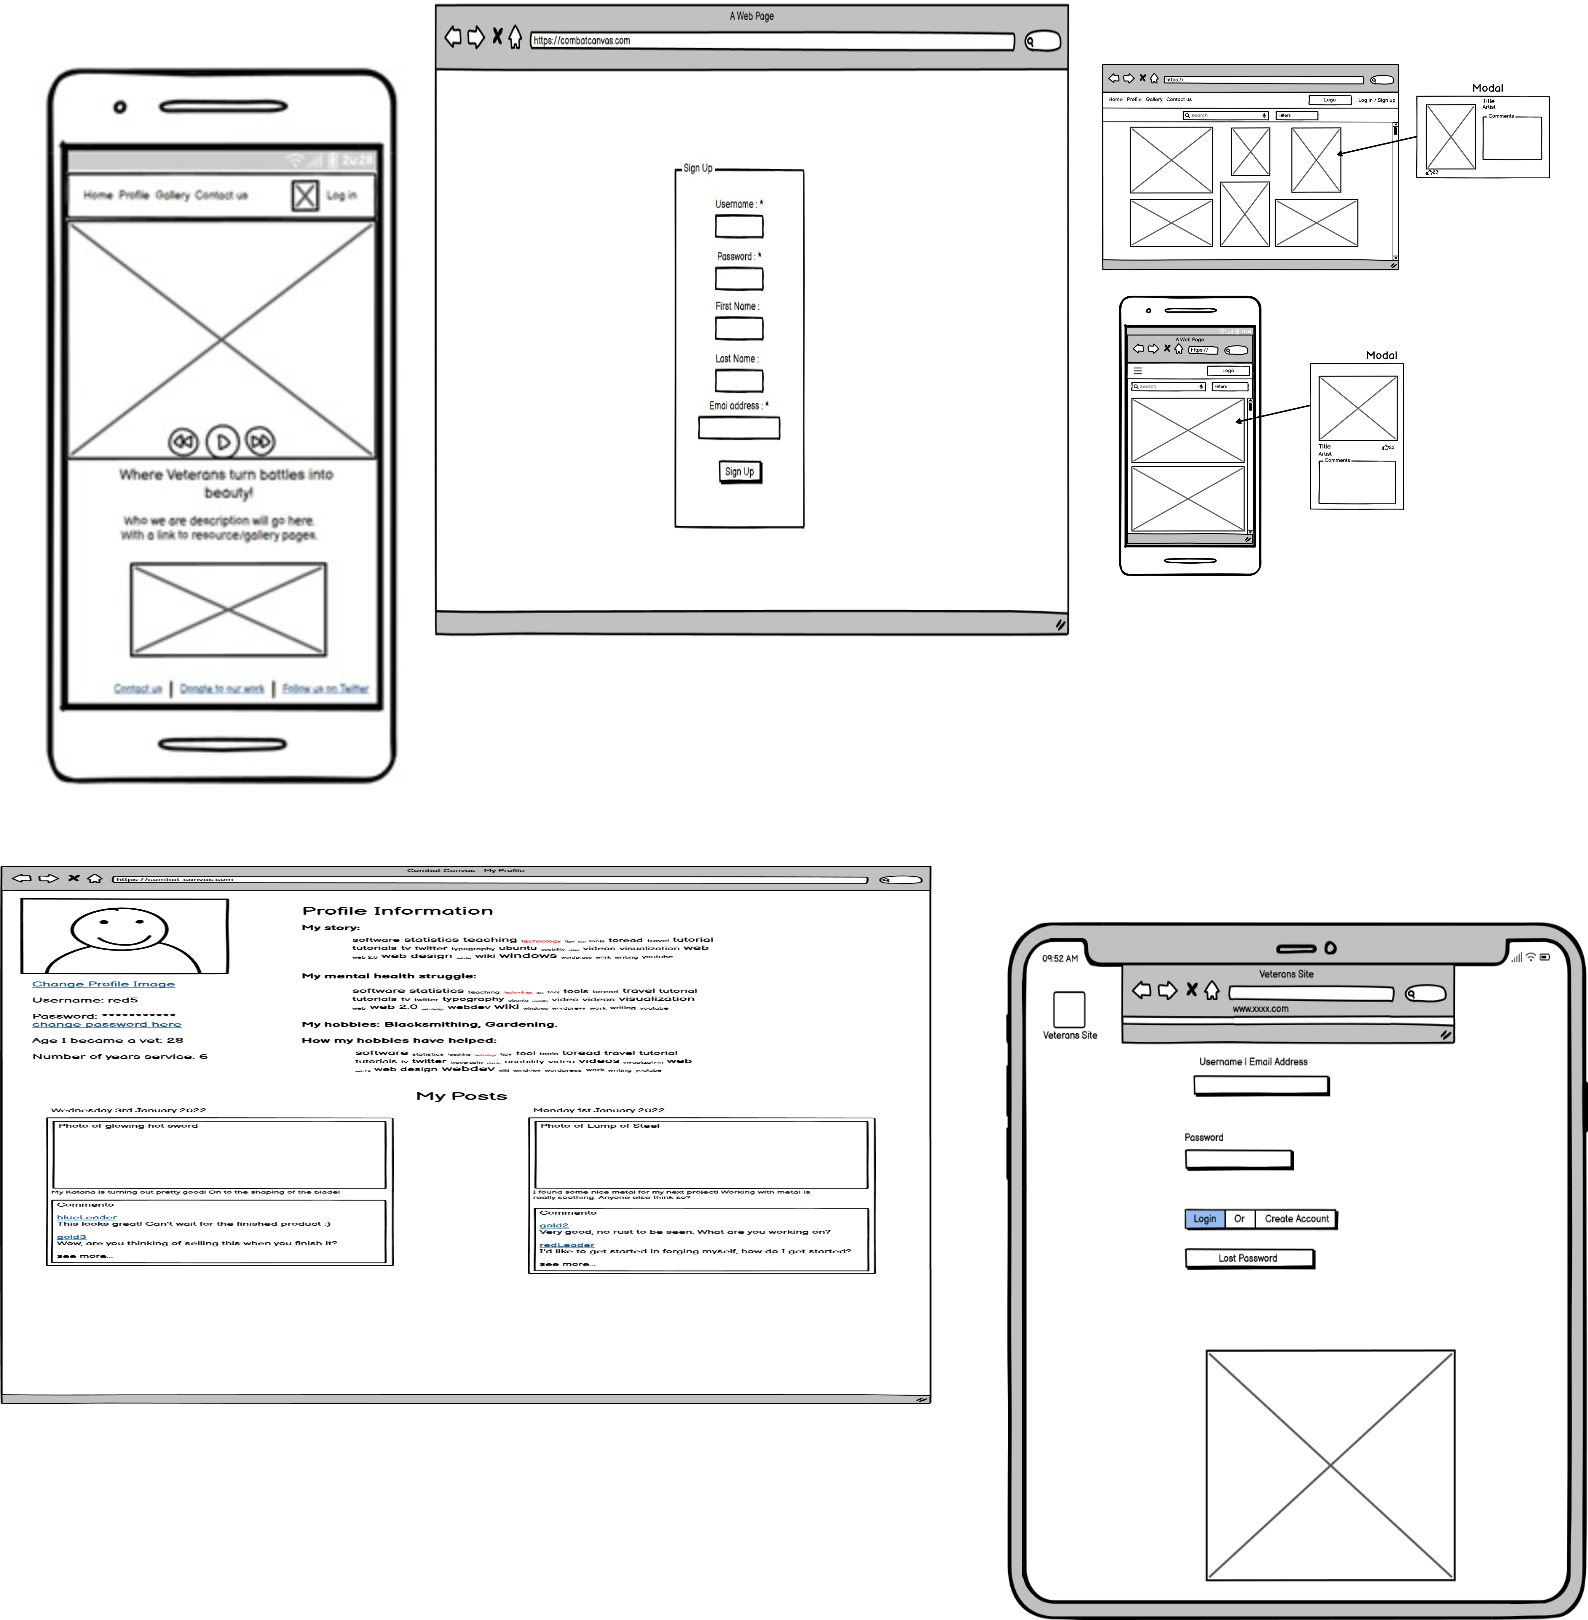 20:28
Home Profile Gallery Contact us
Log in
Where Veterans turn battles into
beauty!
Who we are description will go here.
With a link to resource/gallery pages.
Contact us | Donate to our work | Follow us on Twitter
A Web Page
https://combatcanvas.com
Sign Up
Username : *
Password : *
First Name :
Last Name :
Emai address : *
Sign Up
https://
Home Profile Gallery Contact us
Logo
Log in / Sign up
search
Filters
Modal
Title
Artist
Comments
A Web Page
https://
Logo
search
Filters
Modal
Title
Artist
Comments
Combat Canvas - My Profile
https://combat-canvas.com
Change Profile Image
Username: red5
Password: ***********
change password here
Age I became a vet: 28
Number of years service: 6
Profile Information
My story:
software statistics teaching technology tips tool tools toread travel tutorial
tutorials tv twitter typography ubuntu usability video videos visualization web
web 2.0 web design webdev wiki windows wordpress work writing youtube
My mental health struggle:
software statistics teaching technology tips tool tools toread travel tutorial
tutorials tv twitter typography ubuntu usability video videos visualization
web web 2.0 web design webdev wiki windows wordpress work writing youtube
My hobbies: Blacksmithing, Gardening.
How my hobbies have helped:
software statistics teaching technology tips tool tools toread travel tutorial
tutorials tv twitter typography ubuntu usability video videos visualization web
web 2.0 web design webdev wiki windows wordpress work writing youtube
My Posts
Wednesday 3rd January 2022
Photo of glowing hot sword
My Katana is turning out pretty good! On to the shaping of the blade!
Comments
blueLeader
This looks great! Can't wait for the finished product :)
gold3
Wow, are you thinking of selling this when you finish it?
see more...
Monday 1st January 2022
Photo of Lump of Steel
I found some nice metal for my next project! Working with metal is
really soothing. Anyone else think so?
Comments
gold2
Very good, no rust to be seen. What are you working on?
redLeader
I'd like to get started in forging myself, how do I get started?
see more...
09:52 AM
Veterans Site
Veterans Site
www.xxxx.com
Username | Email Address
Password
Login Or Create Account
Lost Password